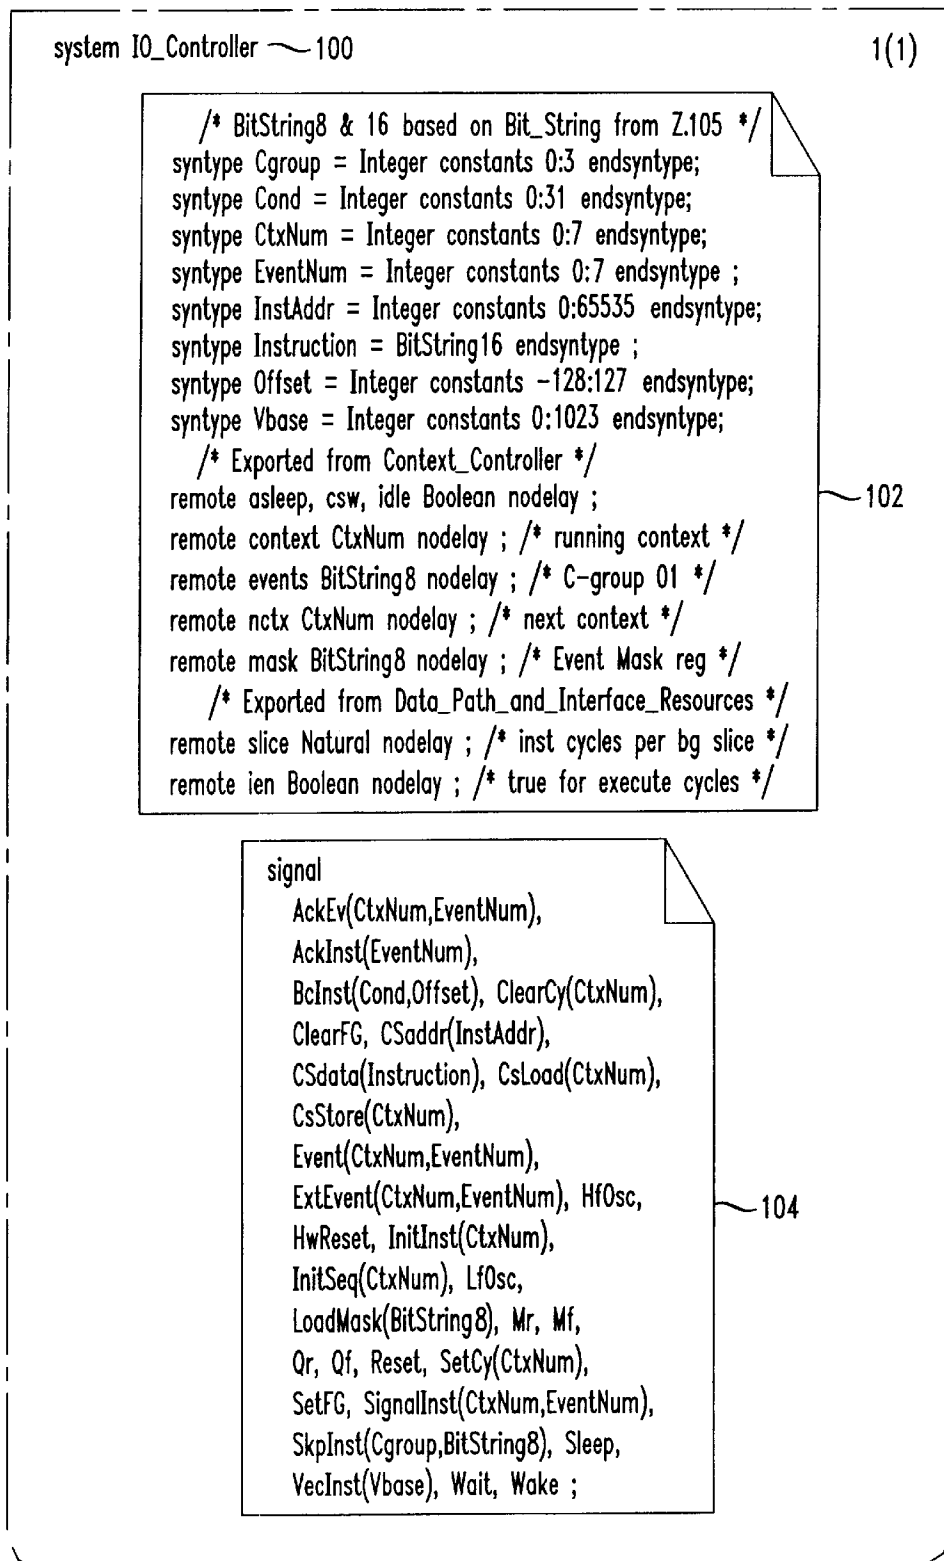 system IO_Controller 100 1(1)
/* BitString8 & 16 based on Bit_String from Z.105 */
syntype Cgroup = Integer constants 0:3 endsyntype;
syntype Cond = Integer constants 0:31 endsyntype;
syntype CtxNum = Integer constants 0:7 endsyntype;
syntype EventNum = Integer constants 0:7 endsyntype ;
syntype InstAddr = Integer constants 0:65535 endsyntype;
syntype Instruction = BitString16 endsyntype ;
syntype Offset = Integer constants -128:127 endsyntype;
syntype Vbase = Integer constants 0:1023 endsyntype;
/* Exported from Context_Controller */
remote asleep, csw, idle Boolean nodelay ;
102
remote context CtxNum nodelay ; /* running context */
remote events BitString8 nodelay ; /* C-group 01 */
remote nctx CtxNum nodelay ; /* next context */
remote mask BitString8 nodelay ; /* Event Mask reg */
/* Exported from Data_Path_and_Interface_Resources */
remote slice Natural nodelay ; /* inst cycles per bg slice */
remote ien Boolean nodelay ; /* true for execute cycles */
signal
AckEv(CtxNum,EventNum),
AckInst(EventNum),
BcInst(Cond,Offset), ClearCy(CtxNum),
ClearFG, CSaddr(InstAddr),
CSdata(Instruction), CsLoad(CtxNum),
CsStore(CtxNum),
Event(CtxNum,EventNum),
ExtEvent(CtxNum,EventNum), HfOsc,
104
HwReset, InitInst(CtxNum),
InitSeq(CtxNum), LfOsc,
LoadMask(BitString8), Mr, Mf,
Qr, Qf, Reset, SetCy(CtxNum),
SetFG, SignalInst(CtxNum,EventNum),
SkpInst(Cgroup,BitString8), Sleep,
VecInst(Vbase), Wait, Wake ;